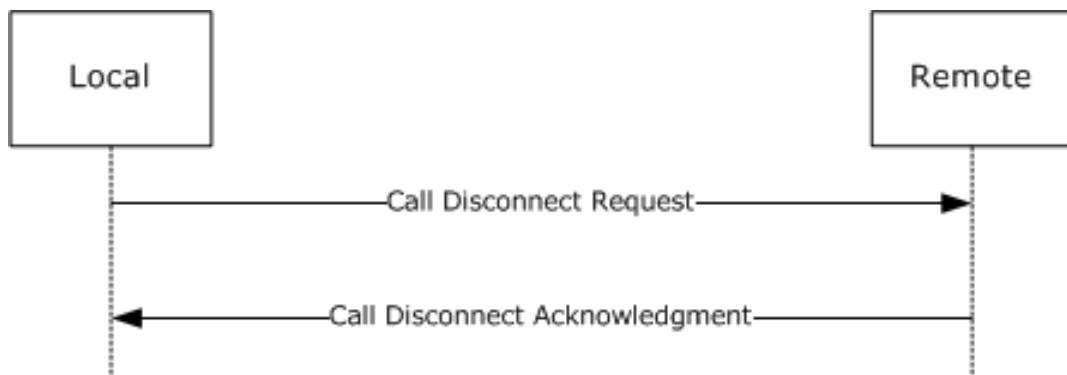 Local
Remote
Call Disconnect Request
Call Disconnect Acknowledgment